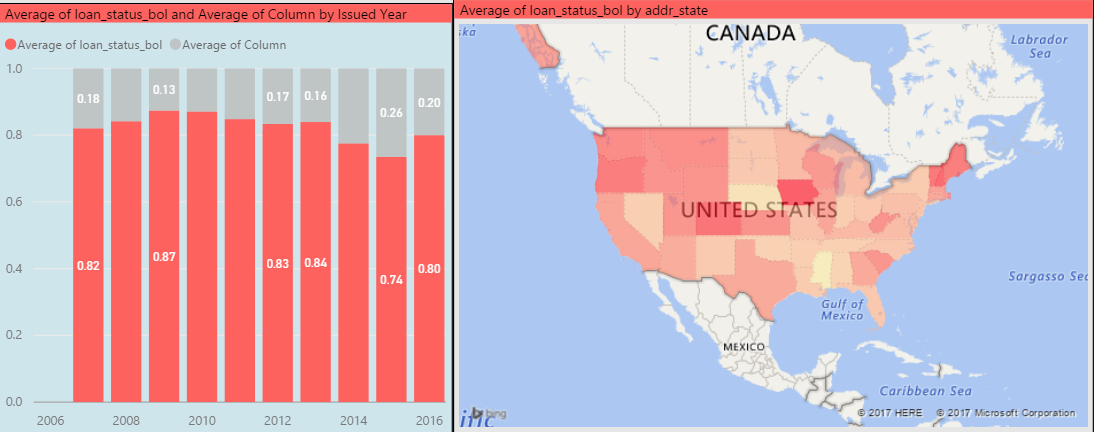 Average of loan_status_bol and Average of Column by Issued Year
Average of loan_status_bol Average of Column
1.0
0.8
0.6
0.4
0.2
0.0
0.18
0.13
0.17
0.16
0.26
0.20
0.82
0.87
0.83
0.84
0.74
0.80
2006 2008 2010 2012 2014 2016
Average of loan_status_bol by addr_state
ská
CANADA
Labrador
Sea
UNITED STATES
Sargasso Sea
Gulf of
Mexico
MEXICO
Caribbean Sea
bing
© 2017 HERE © 2017 Microsoft Corporation
ific